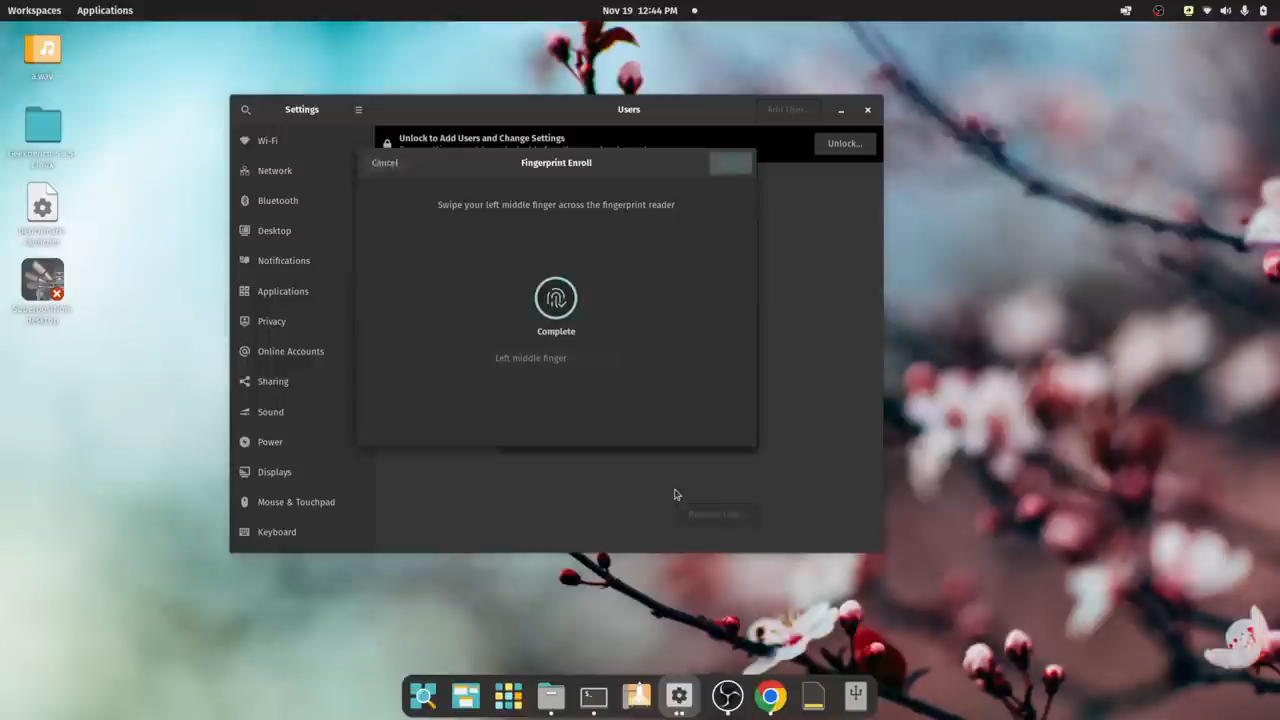 Workspaces Applications Nov 19 12:44 PM
a.wav
Settings Users Add User...
Unlock to Add Users and Change Settings
Unlock...
Cancel Fingerprint Enroll
Swipe your left middle finger across the fingerprint reader
Complete
Left middle finger
Wi-Fi
Network
Bluetooth
Desktop
Notifications
Applications
Privacy
Online Accounts
Sharing
Sound
Power
Displays
Mouse & Touchpad
Keyboard